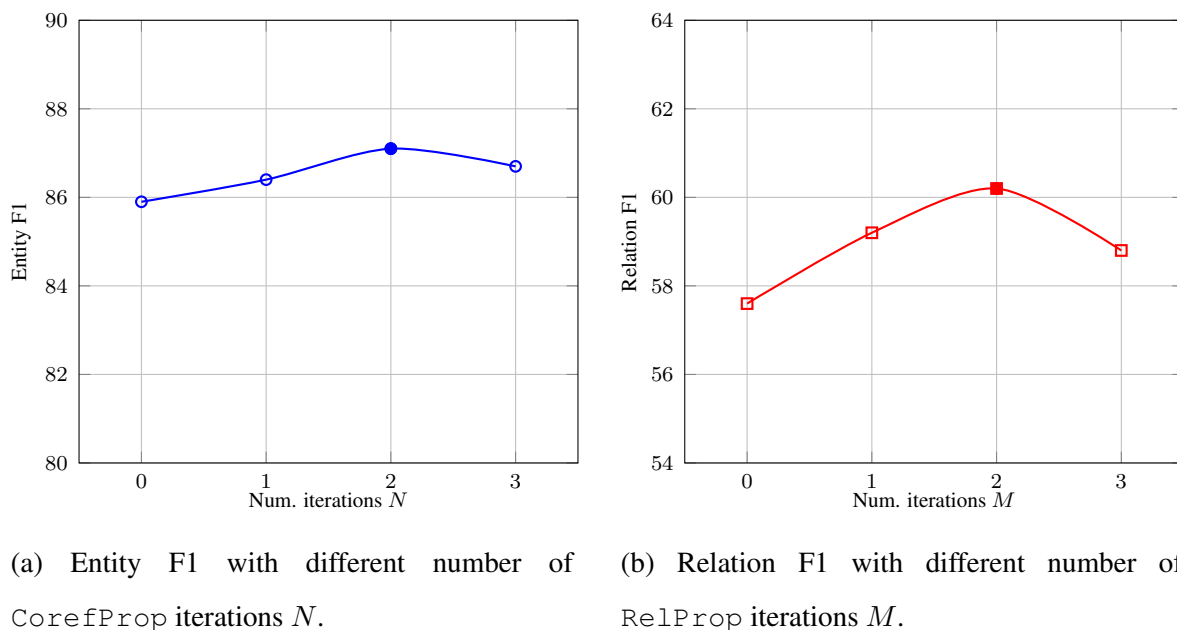 90
88
86
84
82
80
Entity F1
0 1 2 3
Num. iterations N
64
62
60
58
56
54
Relation F1
0 1 2 3
Num. iterations M
(a) Entity F1 with different number of
CorefProp iterations N.
(b) Relation F1 with different number of
RelProp iterations M.